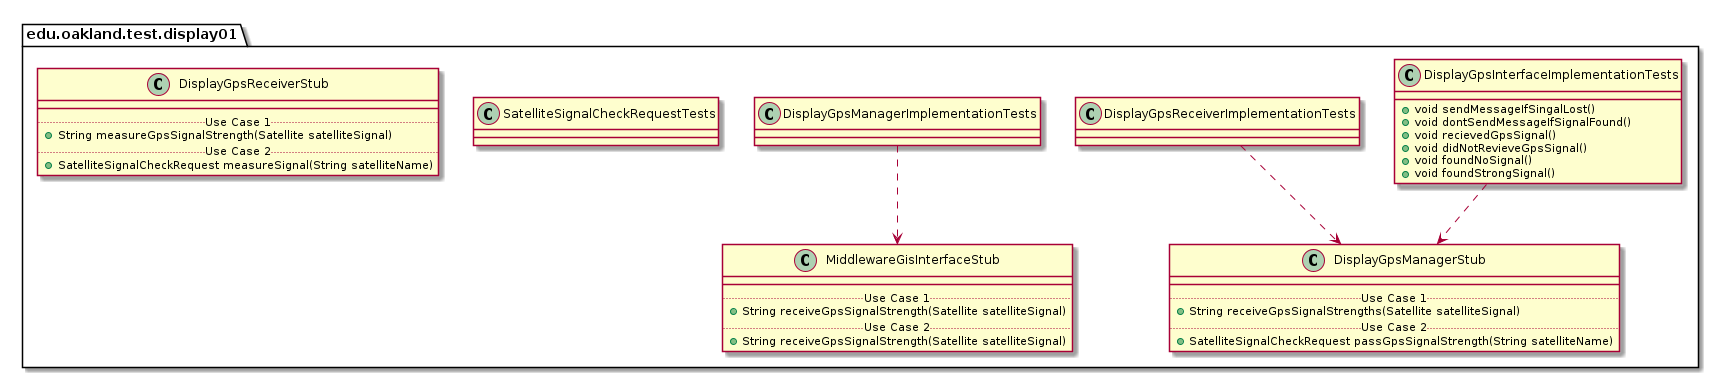 edu.oakland.test.display01
C DisplayGpsReceiverStub
Use Case 1
String measureGpsSignalStrength(Satellite satelliteSignal)
Use Case 2
SatelliteSignalCheckRequest measureSignal(String satelliteName)
C SatelliteSignalCheckRequestTests
C DisplayGpsManagerImplementationTests
C DisplayGpsReceiverImplementationTests
C DisplayGpsInterfaceImplementationTests
void sendMessageIfSingalLost()
void dontSendMessageIfSignalFound()
void recievedGpsSignal()
void didNotRevieveGpsSignal()
void foundNoSignal()
void foundStrongSignal()
C MiddlewareGisInterfaceStub
Use Case 1
String receiveGpsSignalStrength(Satellite satelliteSignal)
Use Case 2
String receiveGpsSignalStrength(Satellite satelliteSignal)
C DisplayGpsManagerStub
Use Case 1
String receiveGpsSignalStrengths(Satellite satelliteSignal)
Use Case 2
SatelliteSignalCheckRequest passGpsSignalStrength(String satelliteName)